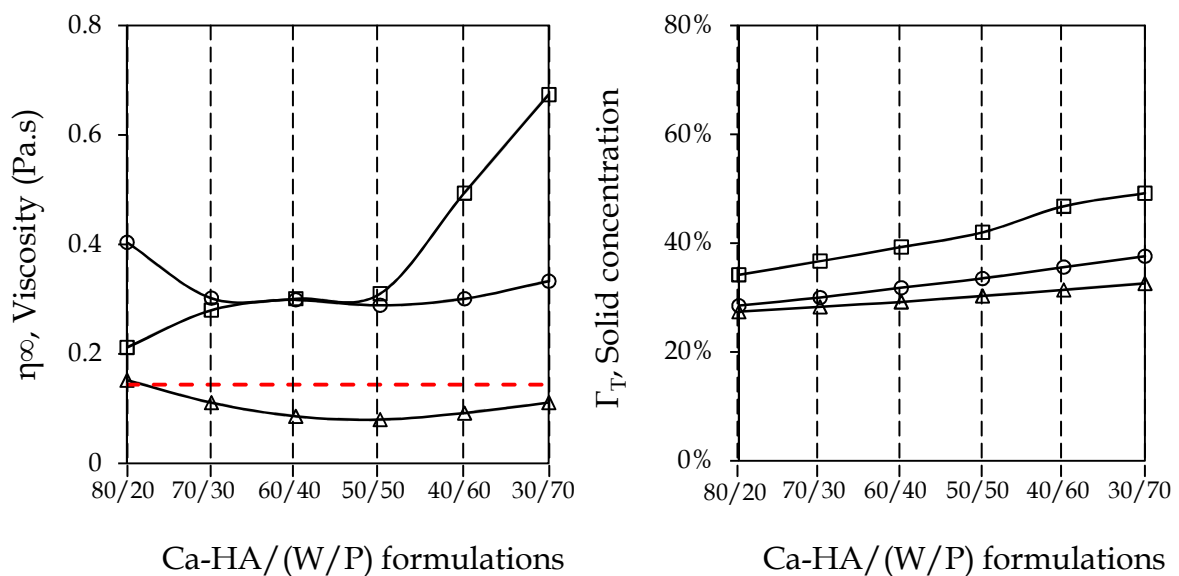 η∞, Viscosity (Pa.s)
0.8
0.6
0.4
0.2
0
80/20 70/30 60/40 50/50 40/60 30/70
Ca-HA/(W/P) formulations
Γ_T, Solid concentration
80%
60%
40%
20%
0%
80/20 70/30 60/40 50/50 40/60 30/70
Ca-HA/(W/P) formulations